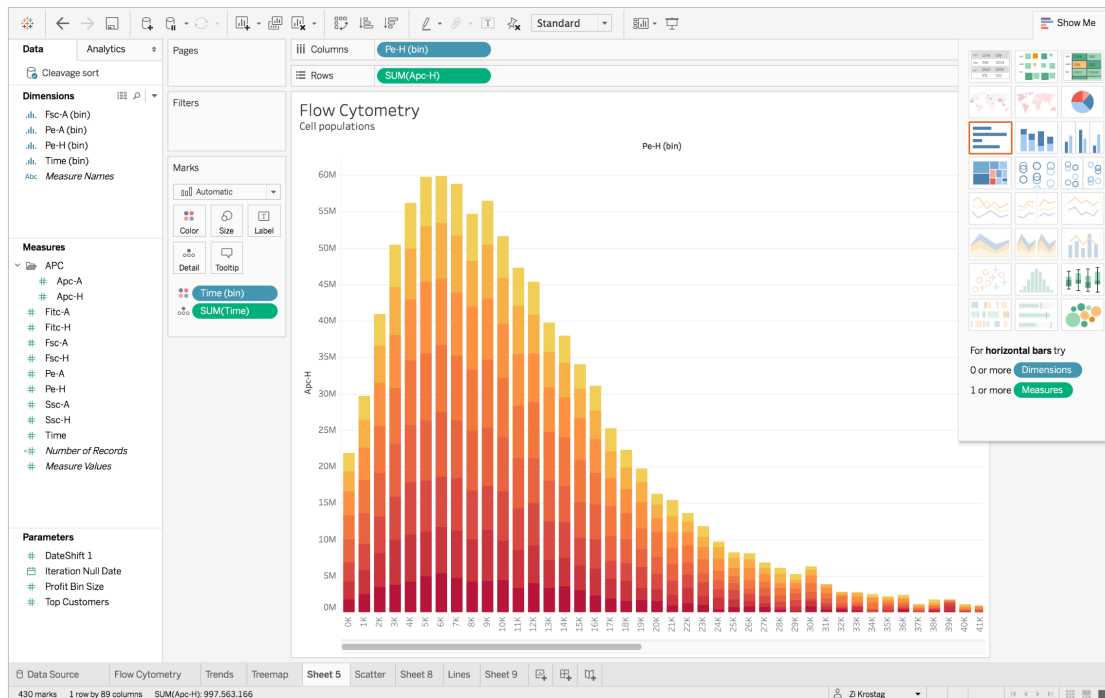 Standard
Show Me
Data
Analytics
Cleavage sort
Dimensions
Fsc-A (bin)
Pe-A (bin)
Pe-H (bin)
Time (bin)
Abc Measure Names
Measures
APC
Apc-A
Apc-H
Fitc-A
Fitc-H
Fsc-A
Fsc-H
Pe-A
Pe-H
Ssc-A
Ssc-H
Time
Number of Records
Measure Values
Parameters
DateShift 1
Iteration Null Date
Profit Bin Size
Top Customers
Pages
Filters
Marks
Automatic
Color Size Label
Detail Tooltip
Time (bin)
SUM(Time)
Columns Pe-H (bin)
Rows SUM(Apc-H)
Flow Cytometry
Cell populations
Pe-H (bin)
60M
55M
50M
45M
40M
35M
30M
25M
20M
15M
10M
5M
0M
Apc-H
0K 1K 2K 3K 4K 5K 6K 7K 8K 9K 10K 11K 12K 13K 14K 15K 16K 17K 18K 19K 20K 21K 22K 23K 24K 25K 26K 27K 28K 29K 30K 31K 32K 33K 34K 35K 36K 37K 38K 39K 40K 41K
For horizontal bars try
0 or more Dimensions
1 or more Measures
Data Source Flow Cytometry Trends Treemap Sheet 5 Scatter Sheet 8 Lines Sheet 9
430 marks 1 row by 89 columns SUM(Apc-H): 997,563,166 Zi Krostag